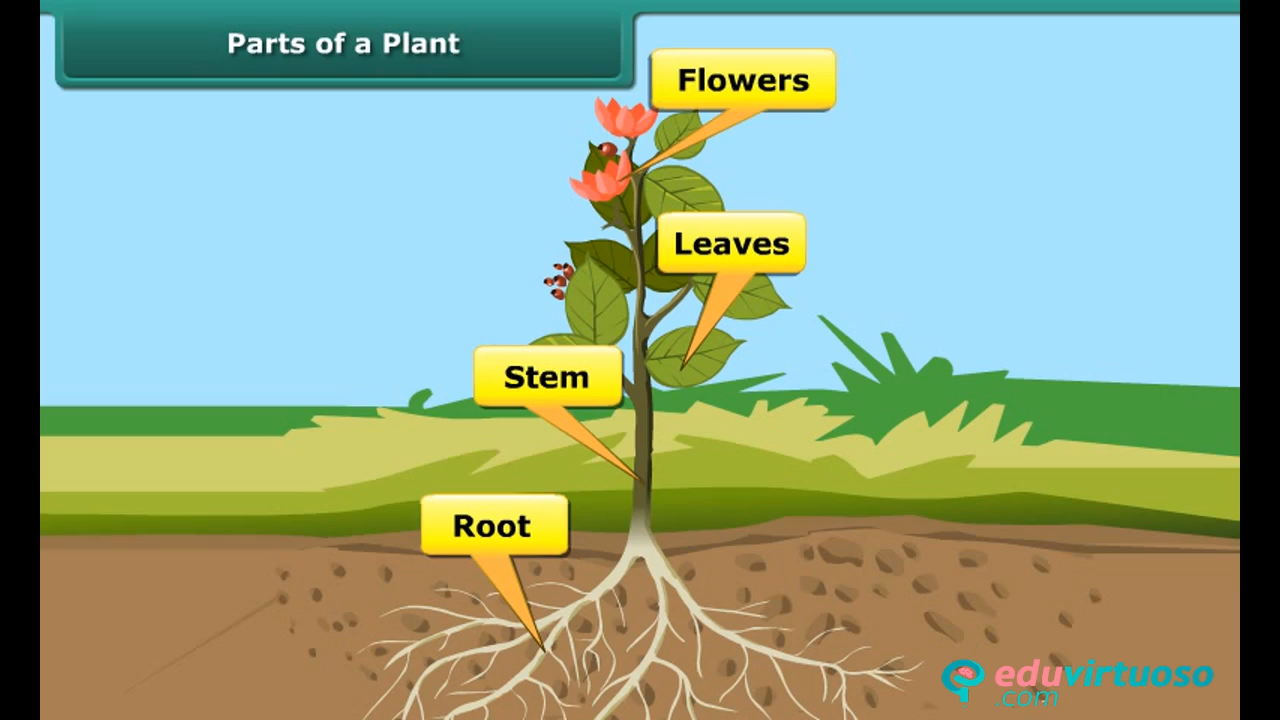 Parts of a Plant
Flowers
Leaves
Stem
Root
eduvirtuoso
.com